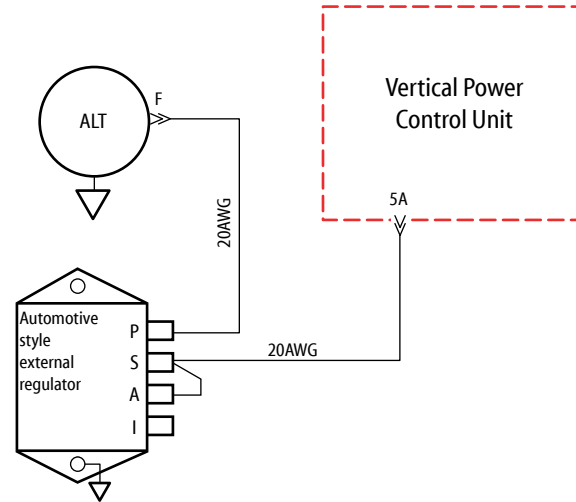 Vertical Power
Control Unit
F
ALT
5A
20AWG
Automotive
style
external
regulator
P
S
A
I
20AWG